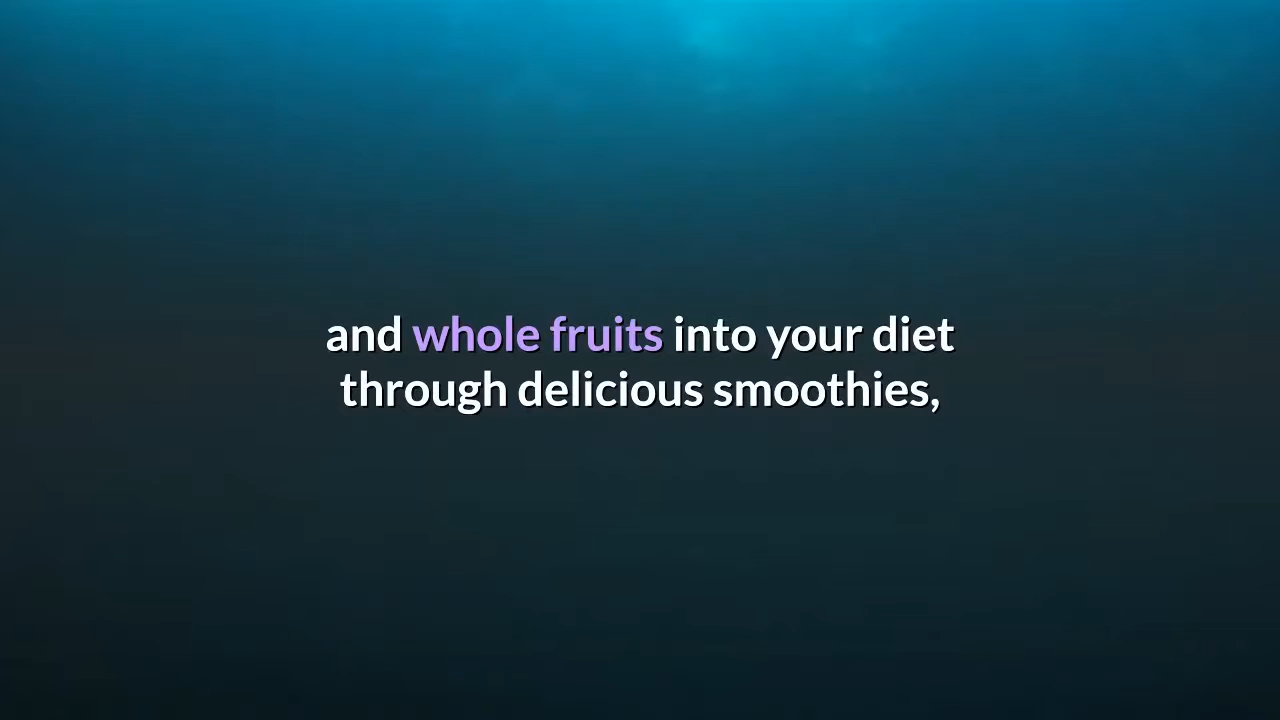 and whole fruits into your diet
through delicious smoothies,